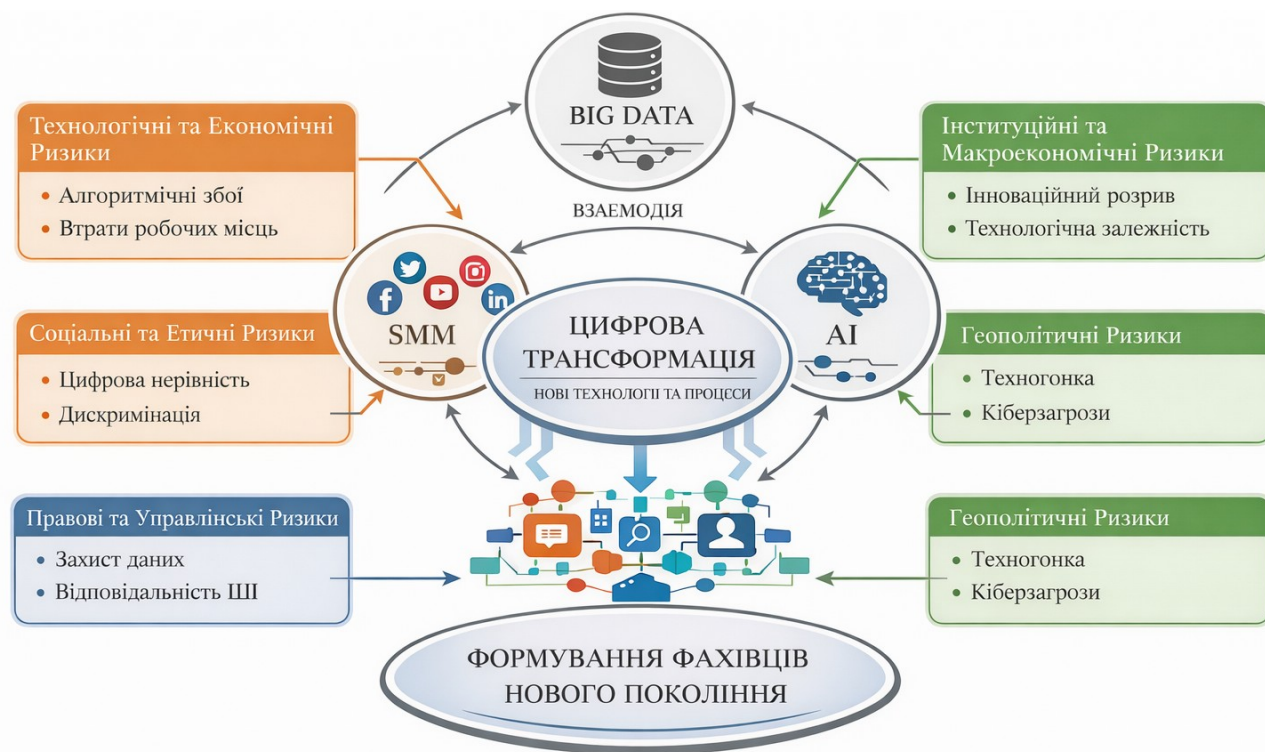 BIG DATA
ВЗАЄМОДІЯ
Технологічні та Економічні
Ризики
• Алгоритмічні збої
• Втрати робочих місць
Інституційні та
Макроекономічні Ризики
• Інноваційний розрив
• Технологічна залежність
f
in
SMM
AI
ЦИФРОВА
ТРАНСФОРМАЦІЯ
НОВІ ТЕХНОЛОГІЇ ТА ПРОЦЕСИ
Соціальні та Етичні Ризики
• Цифрова нерівність
• Дискримінація
Геополітичні Ризики
• Техногонка
• Кіберзагрози
Правові та Управлінські Ризики
• Захист даних
• Відповідальність ШІ
Геополітичні Ризики
• Техногонка
• Кіберзагрози
ФОРМУВАННЯ ФАХІВЦІВ
НОВОГО ПОКОЛІННЯ